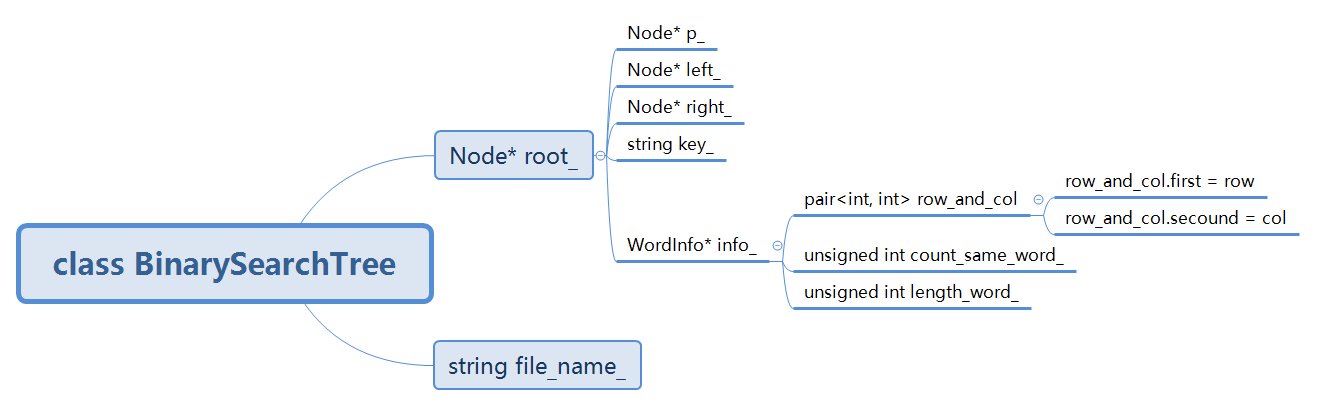 class BinarySearchTree
Node* root_
Node* p_
Node* left_
Node* right_
string key_
WordInfo* info_
pair<int, int> row_and_col
row_and_col.first = row
row_and_col.secound = col
unsigned int count_same_word_
unsigned int length_word_
string file_name_